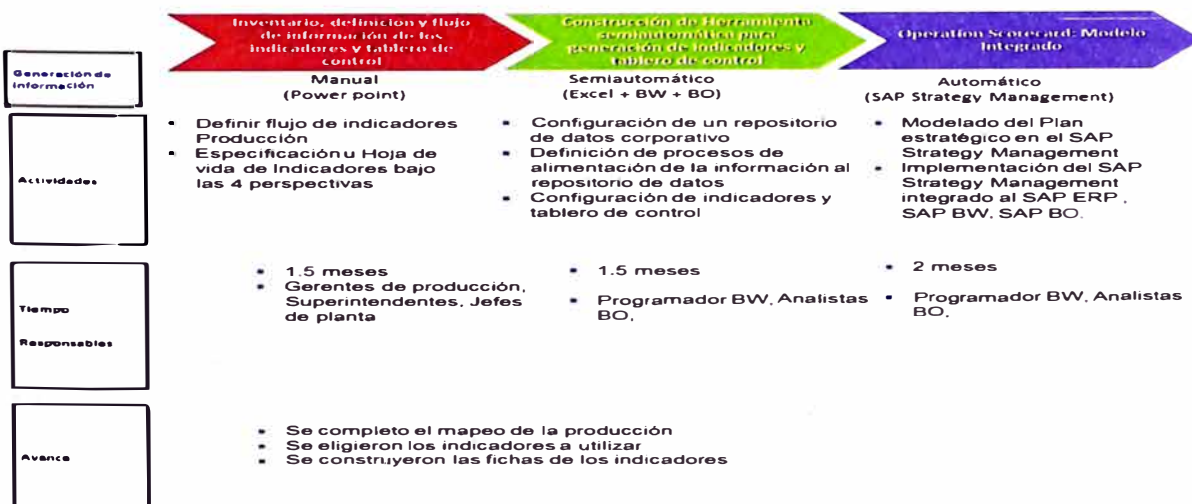 Inventario, definición y flujo
de información de los
indicadores y tablero de
control
Construcción de Herramienta
semiautomático para
generación de indicadores y
tablero de control
Operation Scorecard: Modelo
Integrado
Generación de
Información
Manual
(Power point)
Semiautomático
(Excel + BW + BO)
Automático
(SAP Strategy Management)
Actividades
• Definir flujo de indicadores
Producción
• Especificación u Hoja de
vida de Indicadores bajo
las 4 perspectivas
• Configuración de un repositorio
de datos corporativo
• Definición de procesos de
alimentación de la información al
repositorio de datos
• Configuración de indicadores y
tablero de control
• Modelado del Plan
estratégico en el SAP
Strategy Management
• Implementación del SAP
Strategy Management
integrado al SAP ERP ,
SAP BW, SAP BO.
Tiempo
Responsables
• 1.5 meses
• Gerentes de producción,
Superintendentes, Jefes
de planta
• 1.5 meses
• Programador BW, Analistas
BO,
• 2 meses
• Programador BW, Analistas
BO,
Avance
• Se completo el mapeo de la producción
• Se eligieron los indicadores a utilizar
• Se construyeron las fichas de los indicadores